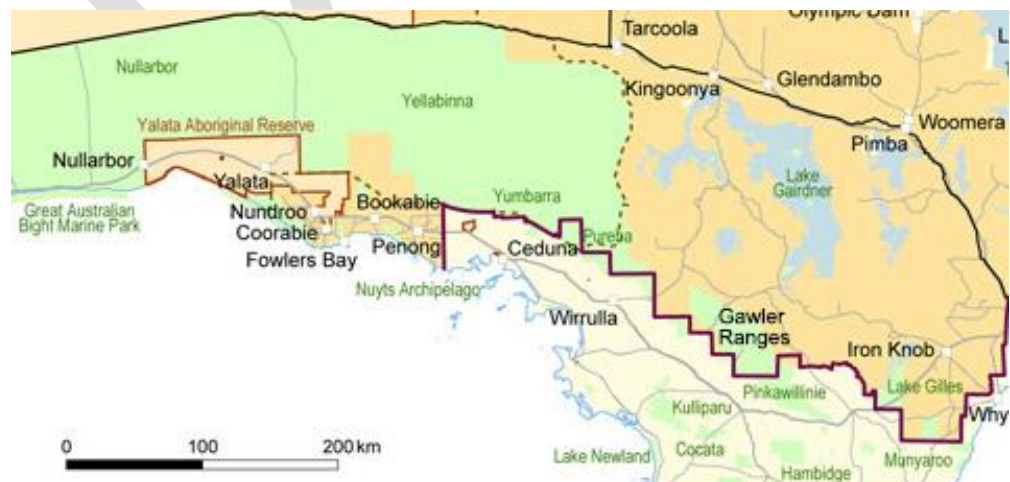 Olympic Dam
Tarcoola
Nullarbor
Kingoonya
Glendambo
Yellabinna
Yalata Aboriginal Reserve
Woomera
Pimba
Nullarbor
Yalata
Lake
Gairdner
Yumbarra
Bookabie
Great Australian
Bight Marine Park
Nundroo
Coorabie
Penong
Pureba
Ceduna
Fowlers Bay
Nuyts Archipelago
Wirrulla
Gawler
Ranges
Iron Knob
Lake Gilles
Pinkawillinie
Kulliparu
Why
0 100 200 km
Lake Newland
Cocata
Hambidge
Munyaroo